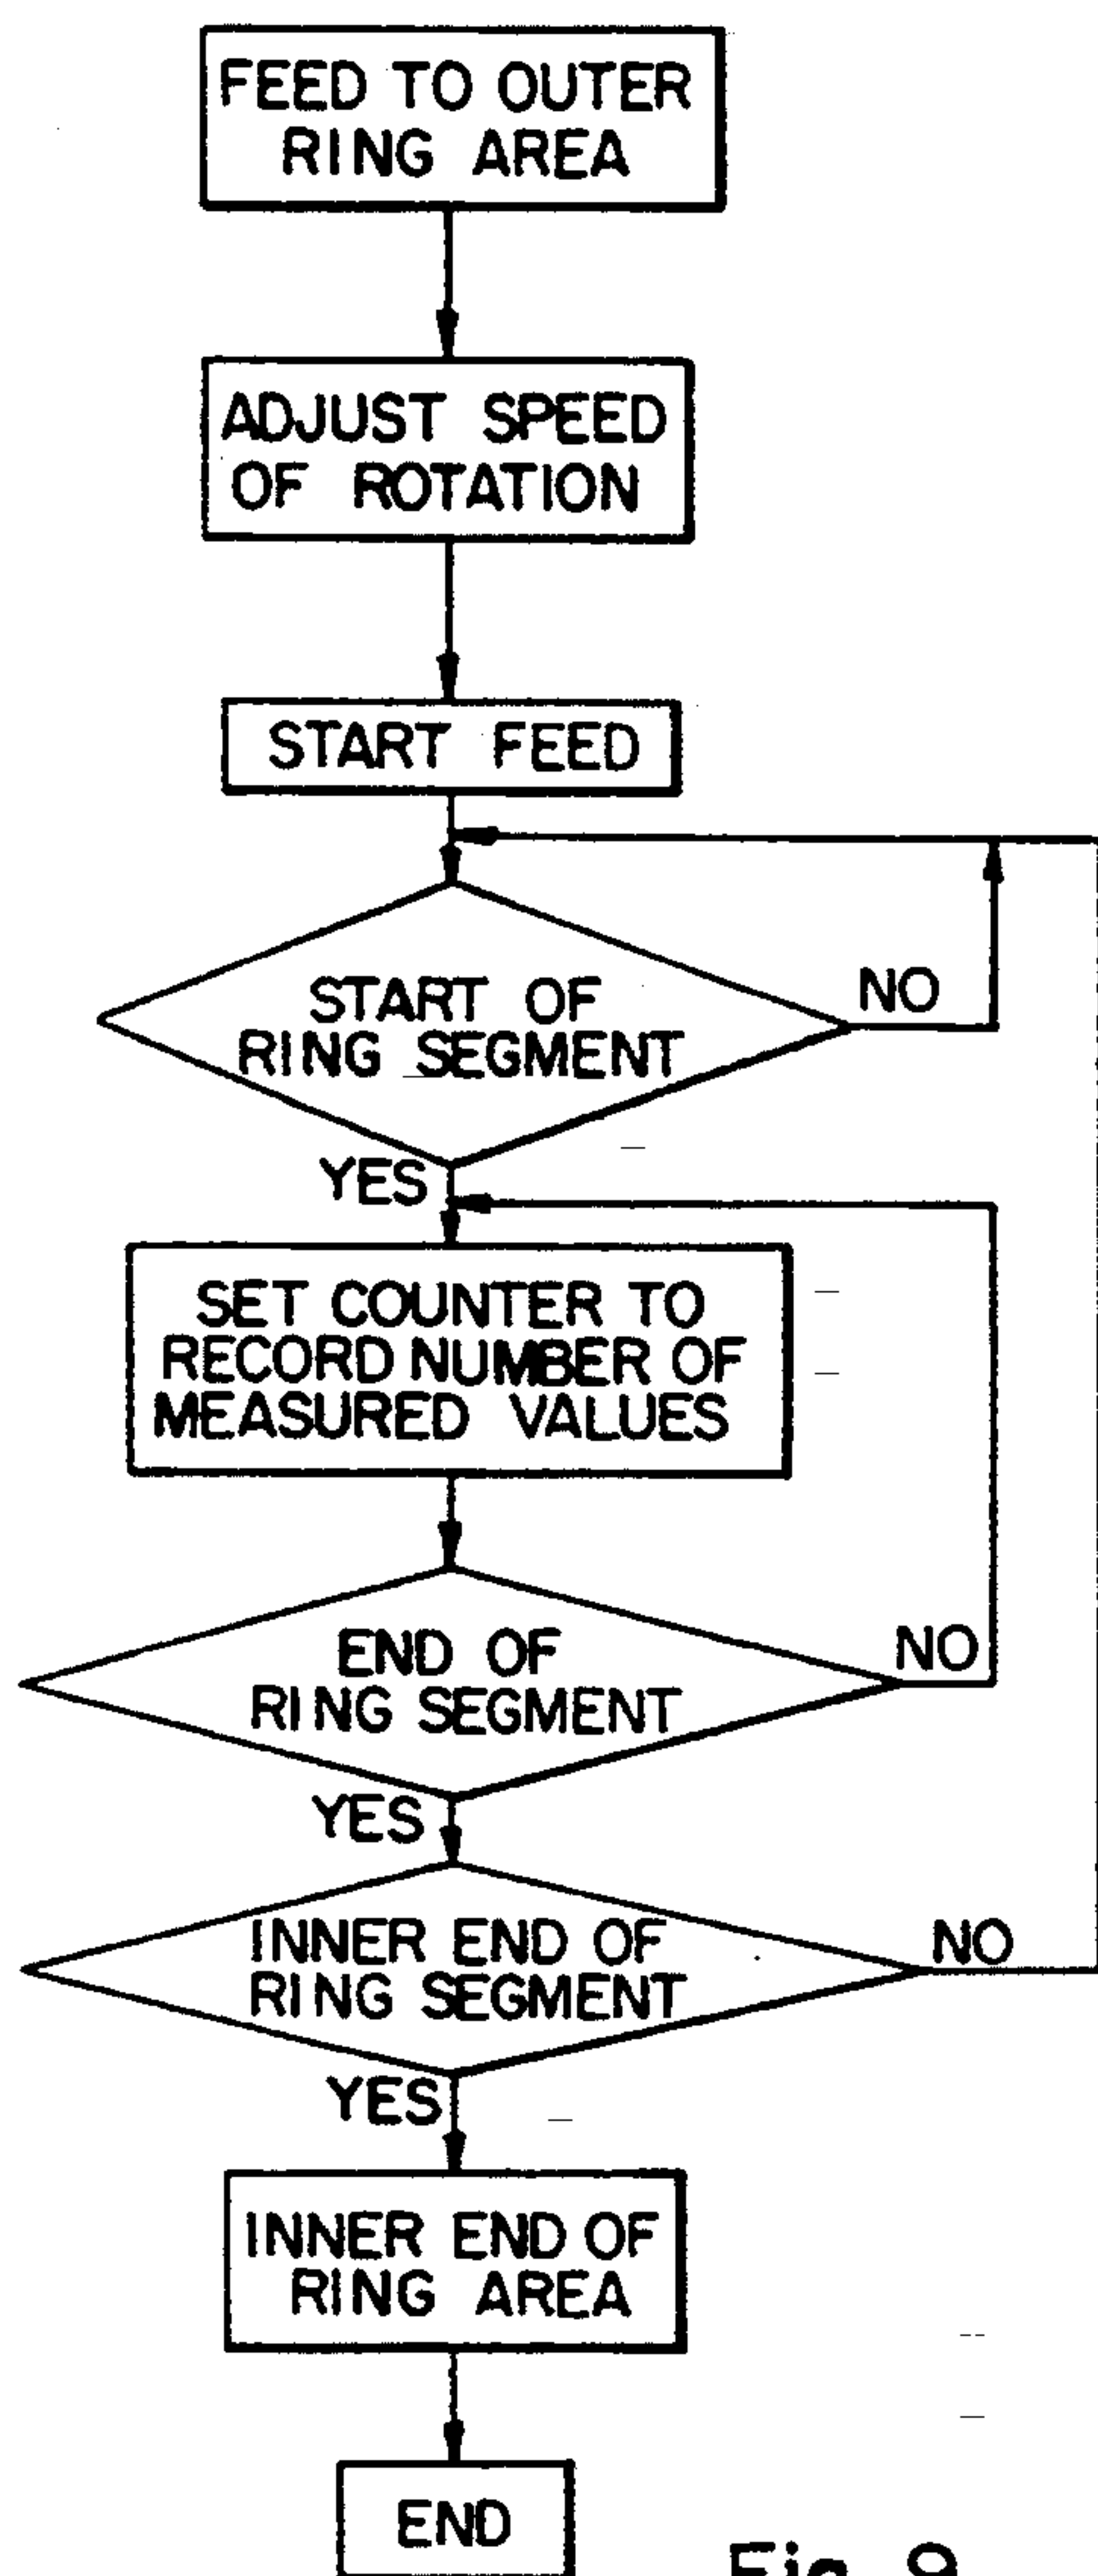 FEED TO OUTER
RING AREA
ADJUST SPEED
OF ROTATION
START FEED
START OF
RING SEGMENT
NO
YES
SET COUNTER TO
RECORD NUMBER OF
MEASURED VALUES
END OF
RING SEGMENT
NO
YES
INNER END OF
RING SEGMENT
NO
YES
INNER END OF
RING AREA
END
Fig. 9